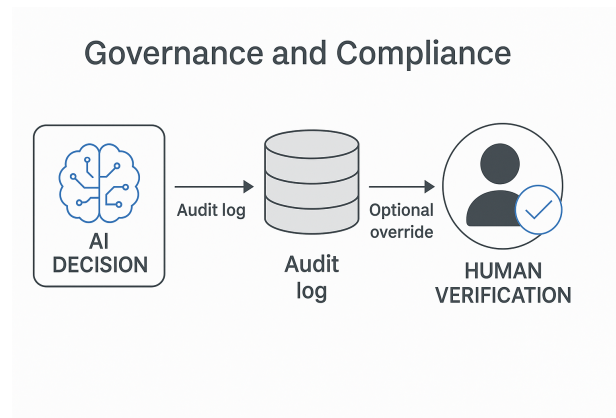 Governance and Compliance
AI
DECISION
Audit log
Audit
log
Optional
override
HUMAN
VERIFICATION